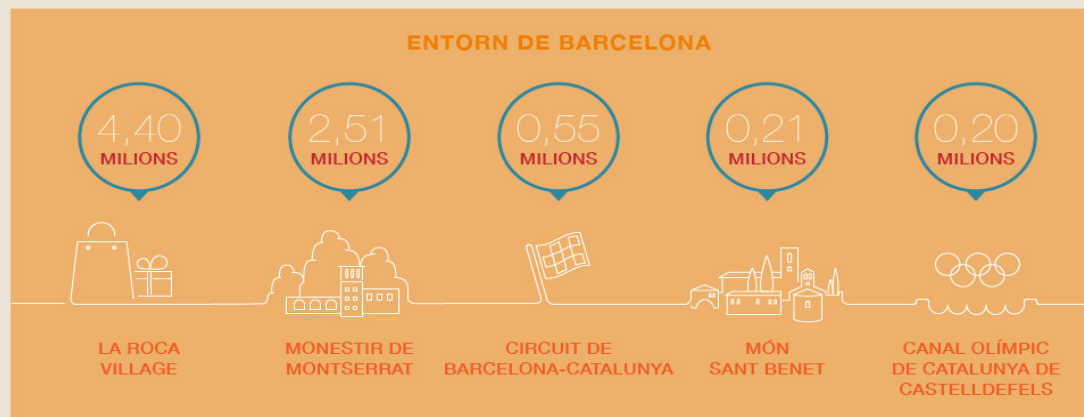 ENTORN DE BARCELONA
4,40
MILIONS
2,51
MILIONS
0,55
MILIONS
0,21
MILIONS
0,20
MILIONS
LA ROCA
VILLAGE
MONESTIR DE
MONTSERRAT
CIRCUIT DE
BARCELONA-CATALUNYA
MÓN
SANT BENET
CANAL OLÍMPIC
DE CATALUNYA DE
CASTELLDEFELS